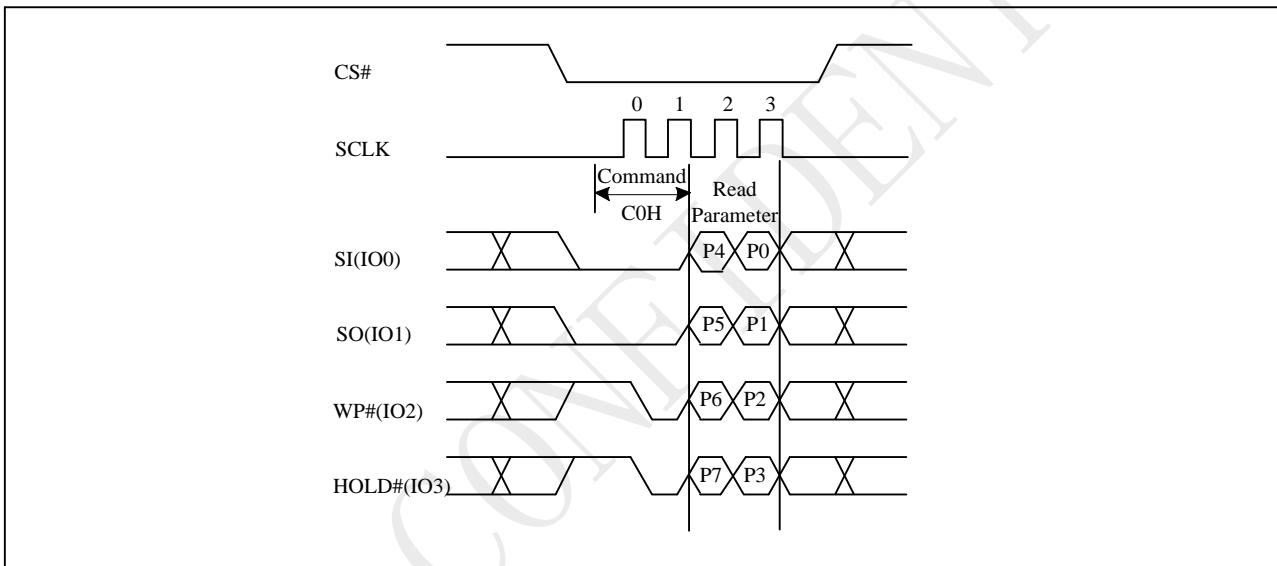 CS#
0 1 2 3
SCLK
Command
C0H
Read
Parameter
SI(IO0)
P4 P0
SO(IO1)
P5 P1
WP#(IO2)
P6 P2
HOLD#(IO3)
P7 P3